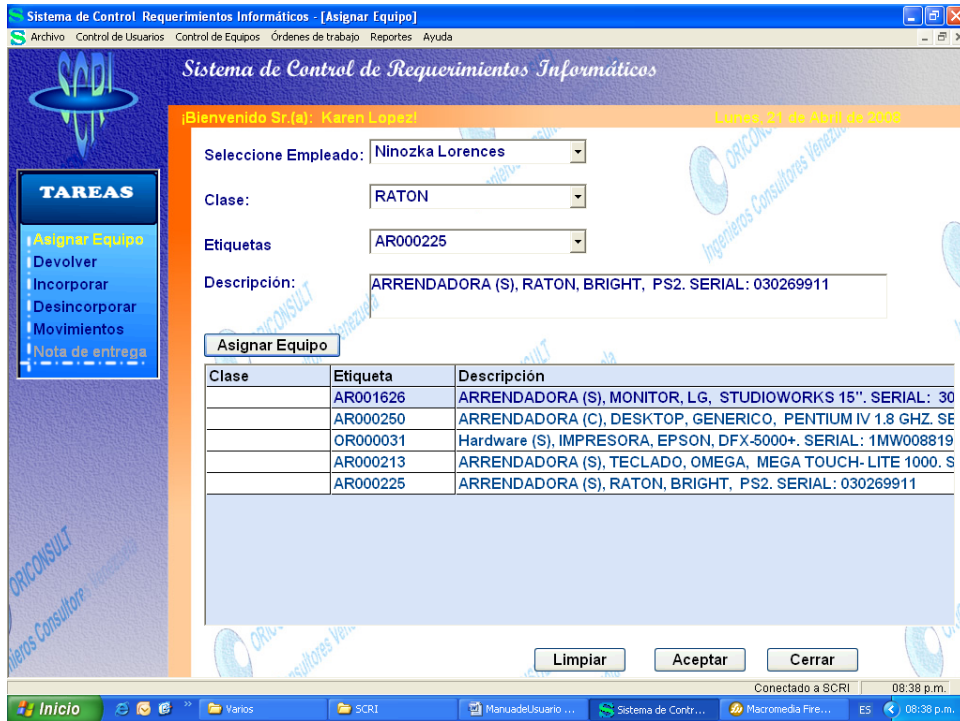 Sistema de Control Requerimientos Informáticos - [Asignar Equipo]
Archivo Control de Usuarios Control de Equipos Órdenes de trabajo Reportes Ayuda
SCRI
Sistema de Control de Requerimientos Informáticos
¡Bienvenido Sr.(a): Karen Lopez! Lunes, 21 de Abril de 2008
TAREAS
Asignar Equipo
Devolver
Incorporar
Desincorporar
Movimientos
Nota de entrega
Seleccione Empleado: Ninozka Lorences
Clase: RATON
Etiquetas AR000225
Descripción: ARRENDADORA (S), RATON, BRIGHT, PS2. SERIAL: 030269911
Asignar Equipo
Clase Etiqueta Descripción
AR001626 ARRENDADORA (S), MONITOR, LG, STUDIOWORKS 15". SERIAL: 30
AR000250 ARRENDADORA (C), DESKTOP, GENERICO, PENTIUM IV 1.8 GHZ. SE
OR000031 Hardware (S), IMPRESORA, EPSON, DFX-5000+. SERIAL: 1MW008819
AR000213 ARRENDADORA (S), TECLADO, OMEGA, MEGA TOUCH- LITE 1000. S
AR000225 ARRENDADORA (S), RATON, BRIGHT, PS2. SERIAL: 030269911
ORICONSULT
Ingenieros Consultores Venezu
Limpiar Aceptar Cerrar
Conectado a SCRI 08:38 p.m.
Inicio Varios SCRI ManuadeUsuario ... Sistema de Contr... Macromedia Fire... ES 08:38 p.m.